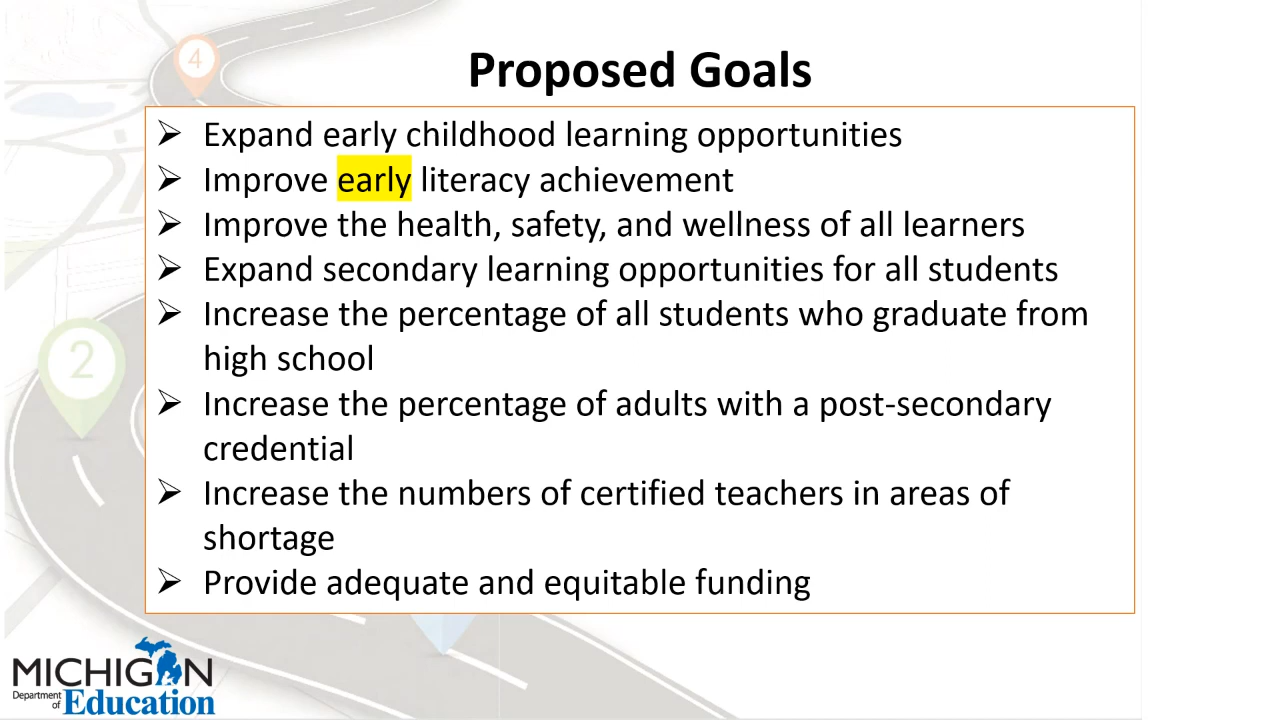 4
Proposed Goals
➢ Expand early childhood learning opportunities
➢ Improve early literacy achievement
➢ Improve the health, safety, and wellness of all learners
➢ Expand secondary learning opportunities for all students
➢ Increase the percentage of all students who graduate from
high school
➢ Increase the percentage of adults with a post-secondary
credential
➢ Increase the numbers of certified teachers in areas of
shortage
➢ Provide adequate and equitable funding
2
MICHIGAN
Department
of Education